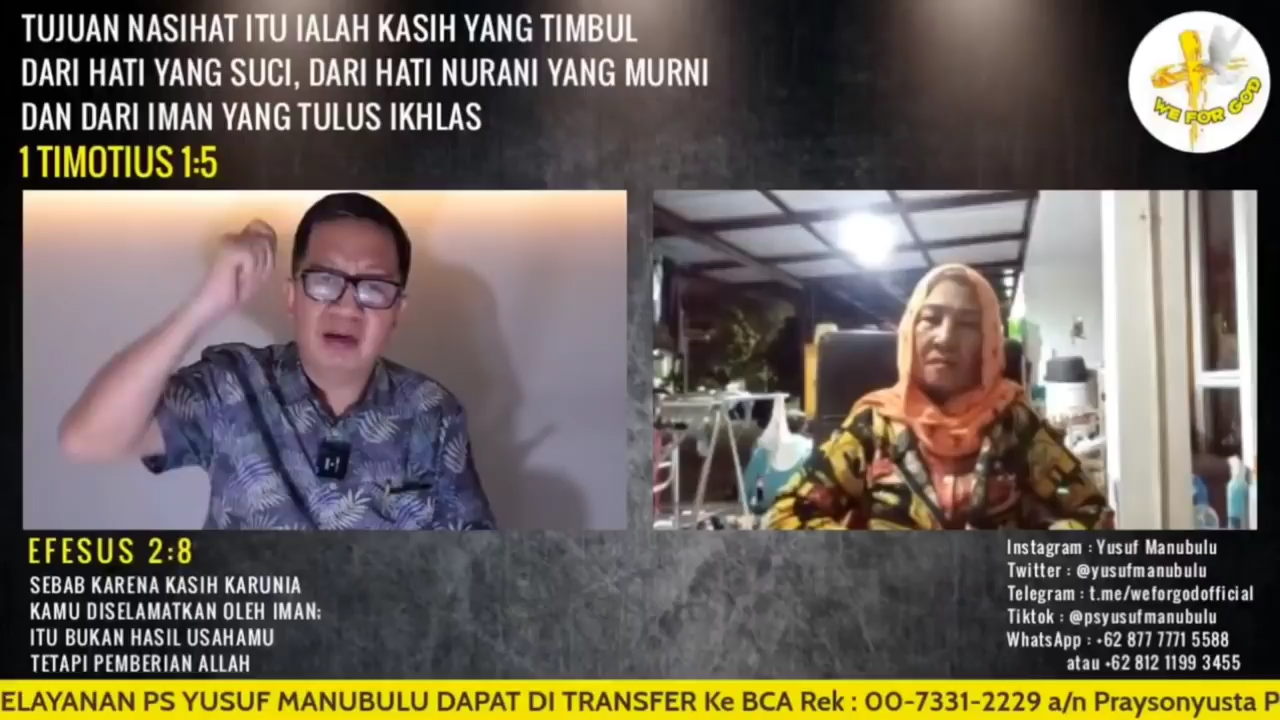 TUJUAN NASIHAT ITU IALAH KASIH YANG TIMBUL
DARI HATI YANG SUCI, DARI HATI NURANI YANG MURNI
DAN DARI IMAN YANG TULUS IKHLAS
1 TIMOTIUS 1:5
WE FOR GOD
EFESUS 2:8
SEBAB KARENA KASIH KARUNIA
KAMU DISELAMATKAN OLEH IMAN;
ITU BUKAN HASIL USAHAMU
TETAPI PEMBERIAN ALLAH
Instagram : Yusuf Manubulu
Twitter : @yusufmanubulu
Telegram : t.me/weforgodofficial
Tiktok : @psyusufmanubulu
WhatsApp : +62 877 7771 5588
atau +62 812 1199 3455
ELAYANAN PS YUSUF MANUBULU DAPAT DI TRANSFER Ke BCA Rek : 00-7331-2229 a/n Praysonyusta P